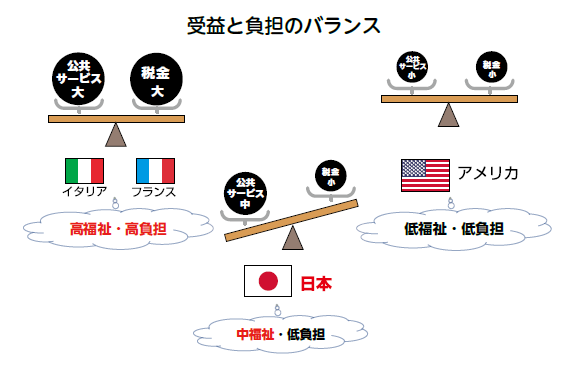 受益と負担のバランス
公共
サービス
大
税金
大
イタリア
フランス
高福祉・高負担
公共
サービス
中
税金
小
日本
中福祉・低負担
公共
サービス
小
税金
小
アメリカ
低福祉・低負担